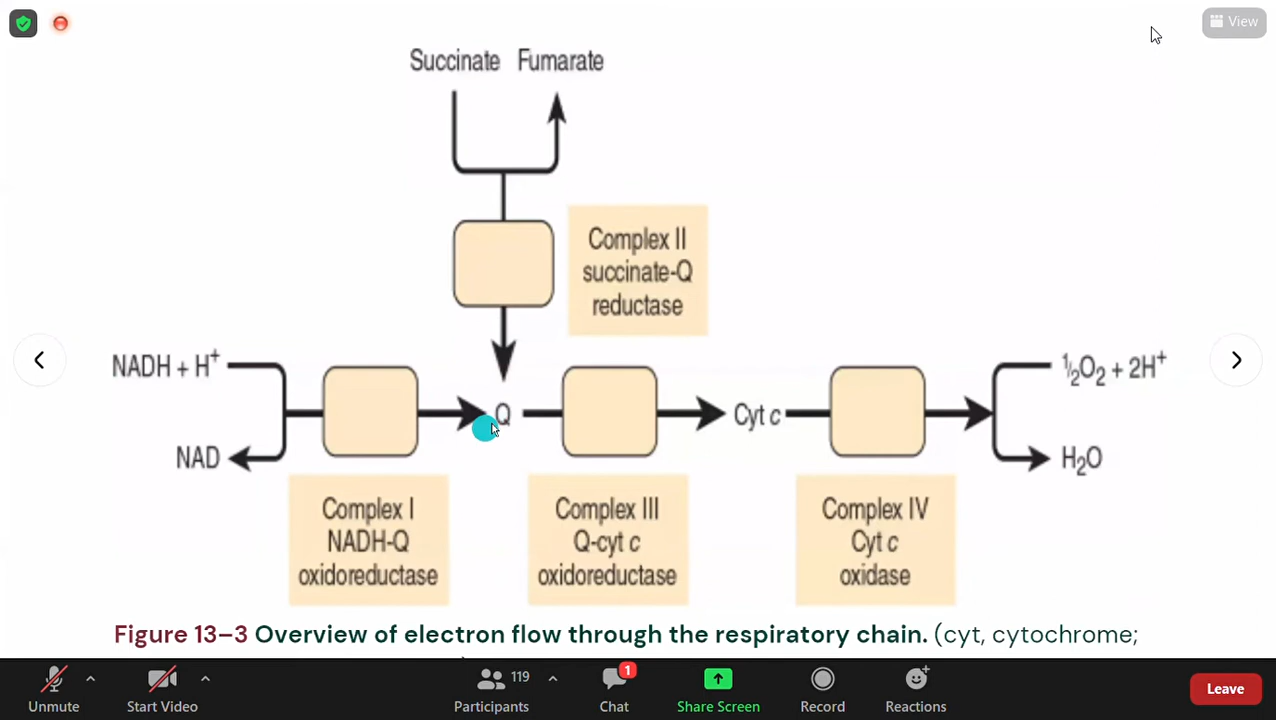 View
Succinate Fumarate
Complex II
succinate-Q
reductase
NADH + H⁺
NAD
Q
Cyt c
½O₂ + 2H⁺
H₂O
Complex I
NADH-Q
oxidoreductase
Complex III
Q-cyt c
oxidoreductase
Complex IV
Cyt c
oxidase
Figure 13–3 Overview of electron flow through the respiratory chain. (cyt, cytochrome;
Unmute
Start Video
119
Participants
1
Chat
Share Screen
Record
Reactions
Leave